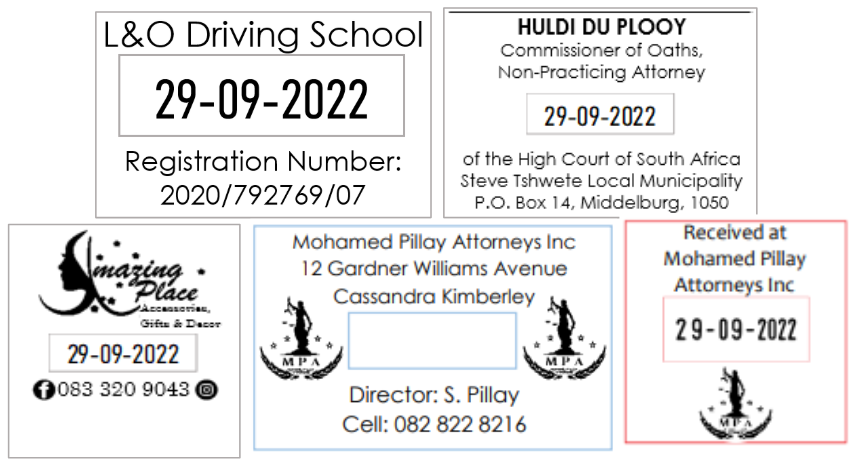 L&O Driving School
29-09-2022
Registration Number:
2020/792769/07
HULDI DU PLOOY
Commissioner of Oaths,
Non-Practicing Attorney
29-09-2022
of the High Court of South Africa
Steve Tshwete Local Municipality
P.O. Box 14, Middelburg, 1050
Amazing
Place
Accessories,
Gifts & Decor
29-09-2022
083 320 9043
Mohamed Pillay Attorneys Inc
12 Gardner Williams Avenue
Cassandra Kimberley
MPA
MPA
Director: S. Pillay
Cell: 082 822 8216
Received at
Mohamed Pillay
Attorneys Inc
29-09-2022
MPA